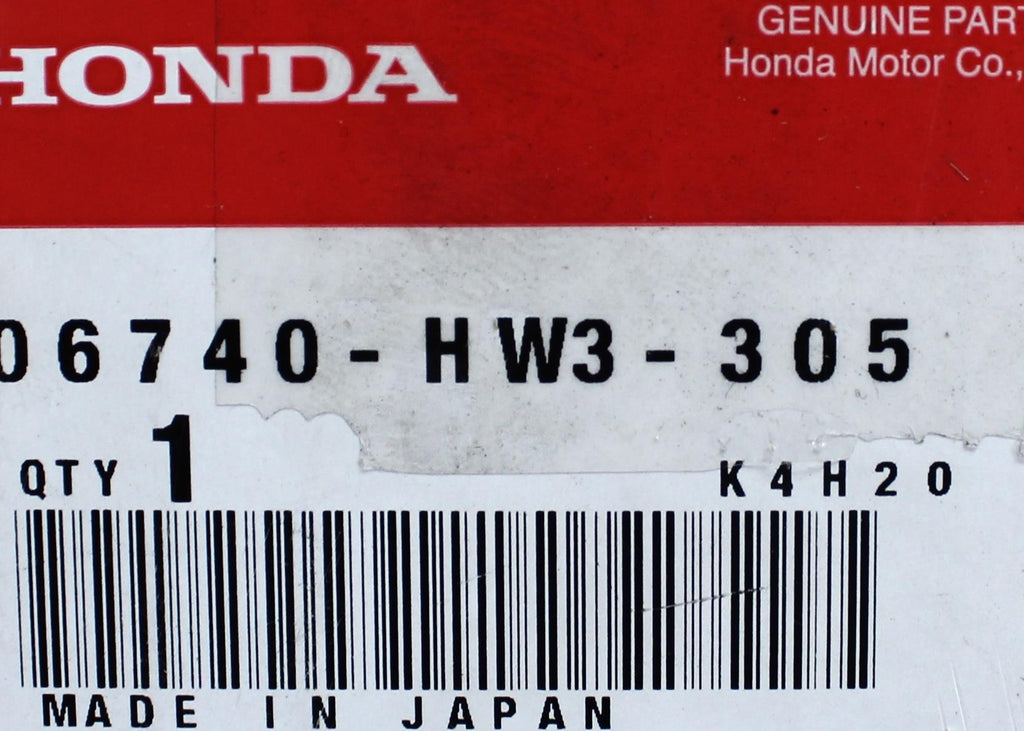 GENUINE PART
HONDA
Honda Motor Co.,
06740-HW3-305
QTY 1
K4H20
MADE IN JAPAN